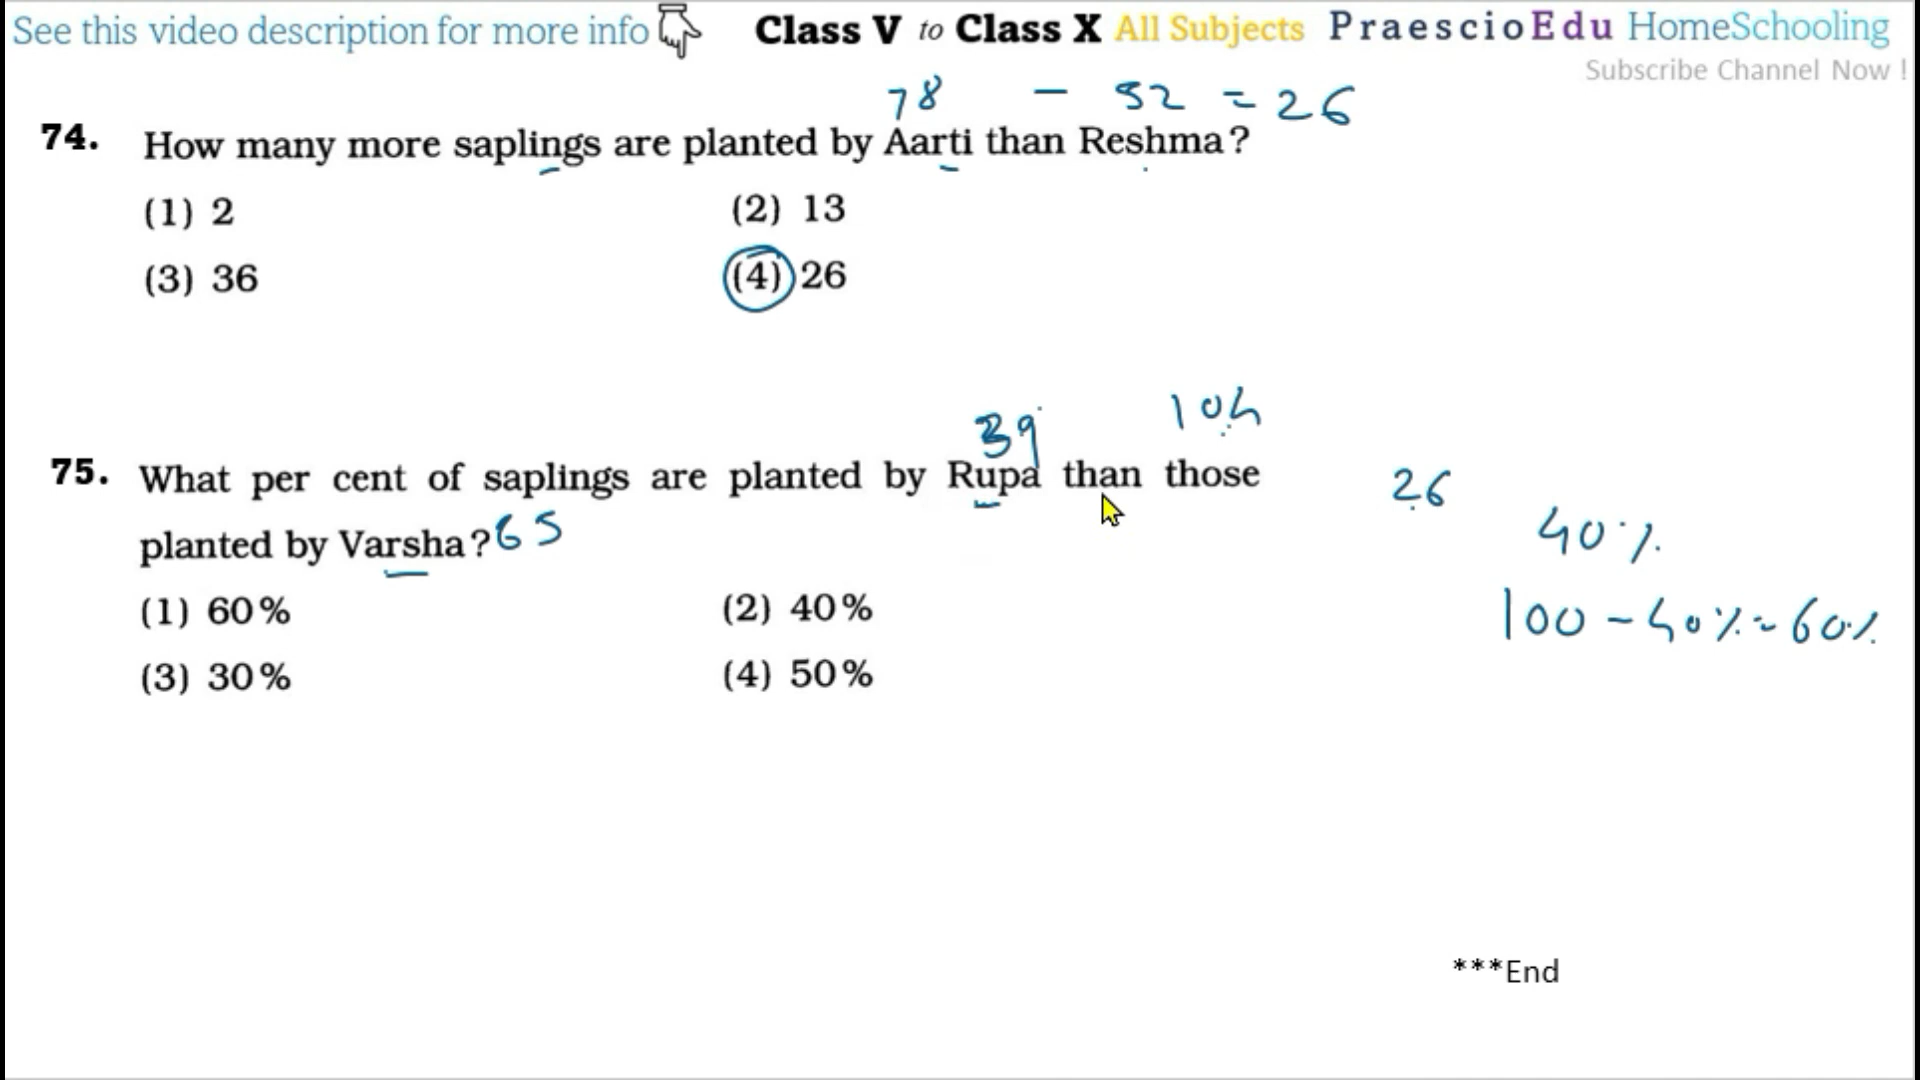 See this video description for more info Class V to Class X All Subjects PraescioEdu HomeSchooling
Subscribe Channel Now !
78 - 52 = 26
74. How many more saplings are planted by Aarti than Reshma?
(1) 2 (2) 13
(3) 36 (4) 26
39 104
75. What per cent of saplings are planted by Rupa than those
26
planted by Varsha? 65
40%
(1) 60% (2) 40%
100 - 40% = 60%
(3) 30% (4) 50%
***End